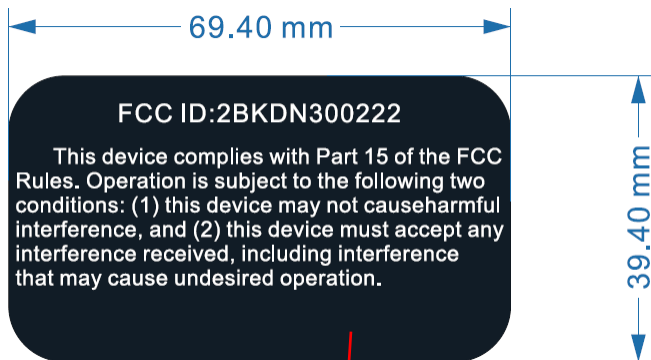 69.40 mm
FCC ID:2BKDN300222
This device complies with Part 15 of the FCC
Rules. Operation is subject to the following two
conditions: (1) this device may not causeharmful
interference, and (2) this device must accept any
interference received, including interference
that may cause undesired operation.
39.40 mm